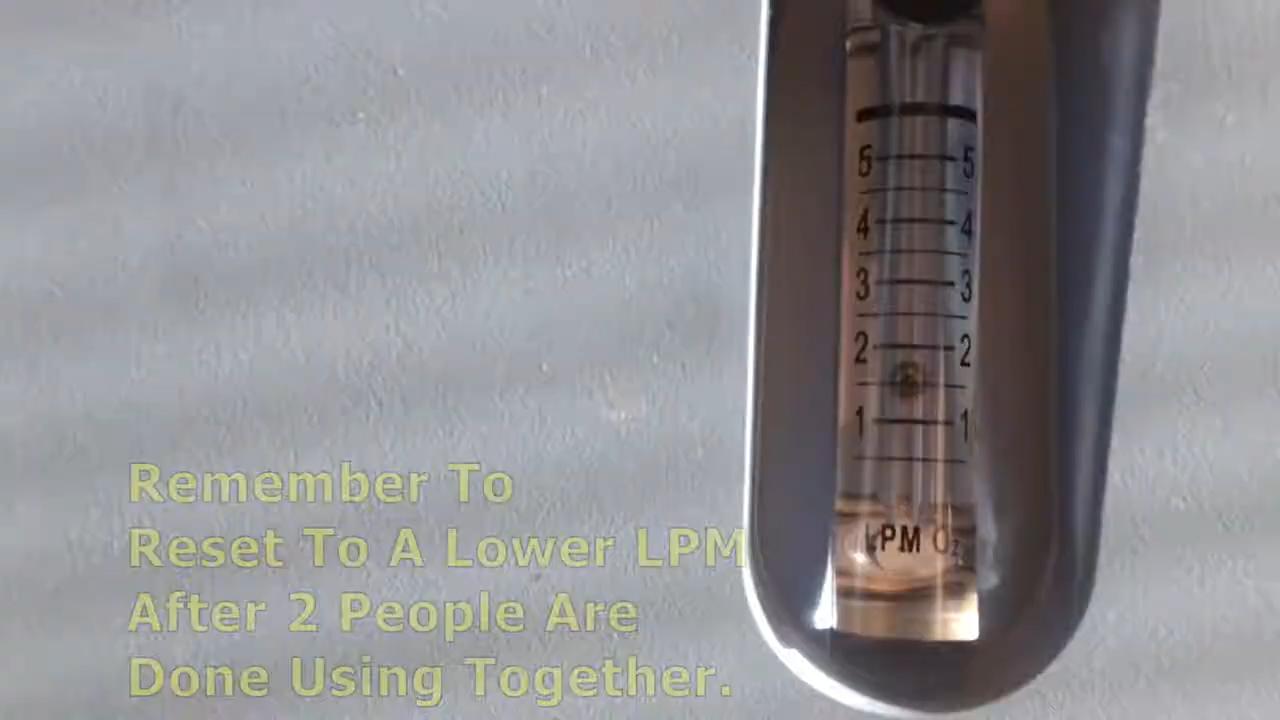 5 5
4 4
3 3
2 2
1 1
LPM O₂
Remember To
Reset To A Lower LPM
After 2 People Are
Done Using Together.